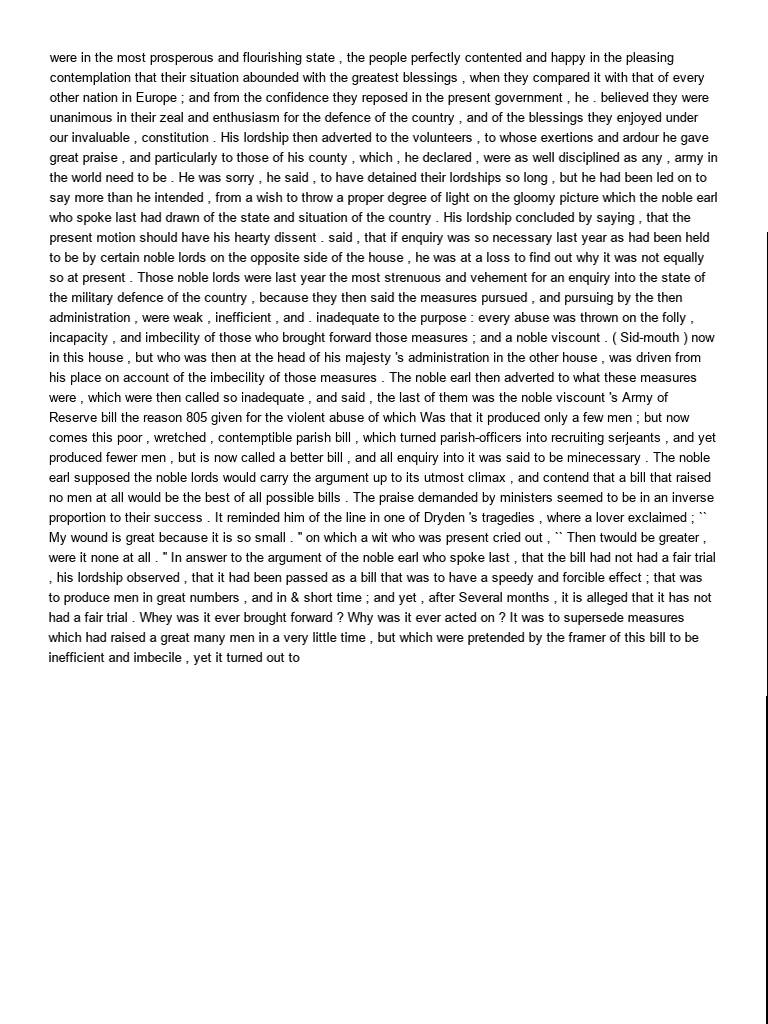 were in the most prosperous and flourishing state , the people perfectly contented and happy in the pleasing
contemplation that their situation abounded with the greatest blessings , when they compared it with that of every
other nation in Europe ; and from the confidence they reposed in the present government , he . believed they were
unanimous in their zeal and enthusiasm for the defence of the country , and of the blessings they enjoyed under
our invaluable , constitution . His lordship then adverted to the volunteers , to whose exertions and ardour he gave
great praise , and particularly to those of his county , which , he declared , were as well disciplined as any , army in
the world need to be . He was sorry , he said , to have detained their lordships so long , but he had been led on to
say more than he intended , from a wish to throw a proper degree of light on the gloomy picture which the noble earl
who spoke last had drawn of the state and situation of the country . His lordship concluded by saying , that the
present motion should have his hearty dissent . said , that if enquiry was so necessary last year as had been held
to be by certain noble lords on the opposite side of the house , he was at a loss to find out why it was not equally
so at present . Those noble lords were last year the most strenuous and vehement for an enquiry into the state of
the military defence of the country , because they then said the measures pursued , and pursuing by the then
administration , were weak , inefficient , and . inadequate to the purpose : every abuse was thrown on the folly ,
incapacity , and imbecility of those who brought forward those measures ; and a noble viscount . ( Sid-mouth ) now
in this house , but who was then at the head of his majesty 's administration in the other house , was driven from
his place on account of the imbecility of those measures . The noble earl then adverted to what these measures
were , which were then called so inadequate , and said , the last of them was the noble viscount 's Army of
Reserve bill the reason 805 given for the violent abuse of which Was that it produced only a few men ; but now
comes this poor , wretched , contemptible parish bill , which turned parish-officers into recruiting serjeants , and yet
produced fewer men , but is now called a better bill , and all enquiry into it was said to be minecessary . The noble
earl supposed the noble lords would carry the argument up to its utmost climax , and contend that a bill that raised
no men at all would be the best of all possible bills . The praise demanded by ministers seemed to be in an inverse
proportion to their success . It reminded him of the line in one of Dryden 's tragedies , where a lover exclaimed ; ``
My wound is great because it is so small . " on which a wit who was present cried out , `` Then twould be greater ,
were it none at all . " In answer to the argument of the noble earl who spoke last , that the bill had not had a fair trial
, his lordship observed , that it had been passed as a bill that was to have a speedy and forcible effect ; that was
to produce men in great numbers , and in & short time ; and yet , after Several months , it is alleged that it has not
had a fair trial . Whey was it ever brought forward ? Why was it ever acted on ? It was to supersede measures
which had raised a great many men in a very little time , but which were pretended by the framer of this bill to be
inefficient and imbecile , yet it turned out to